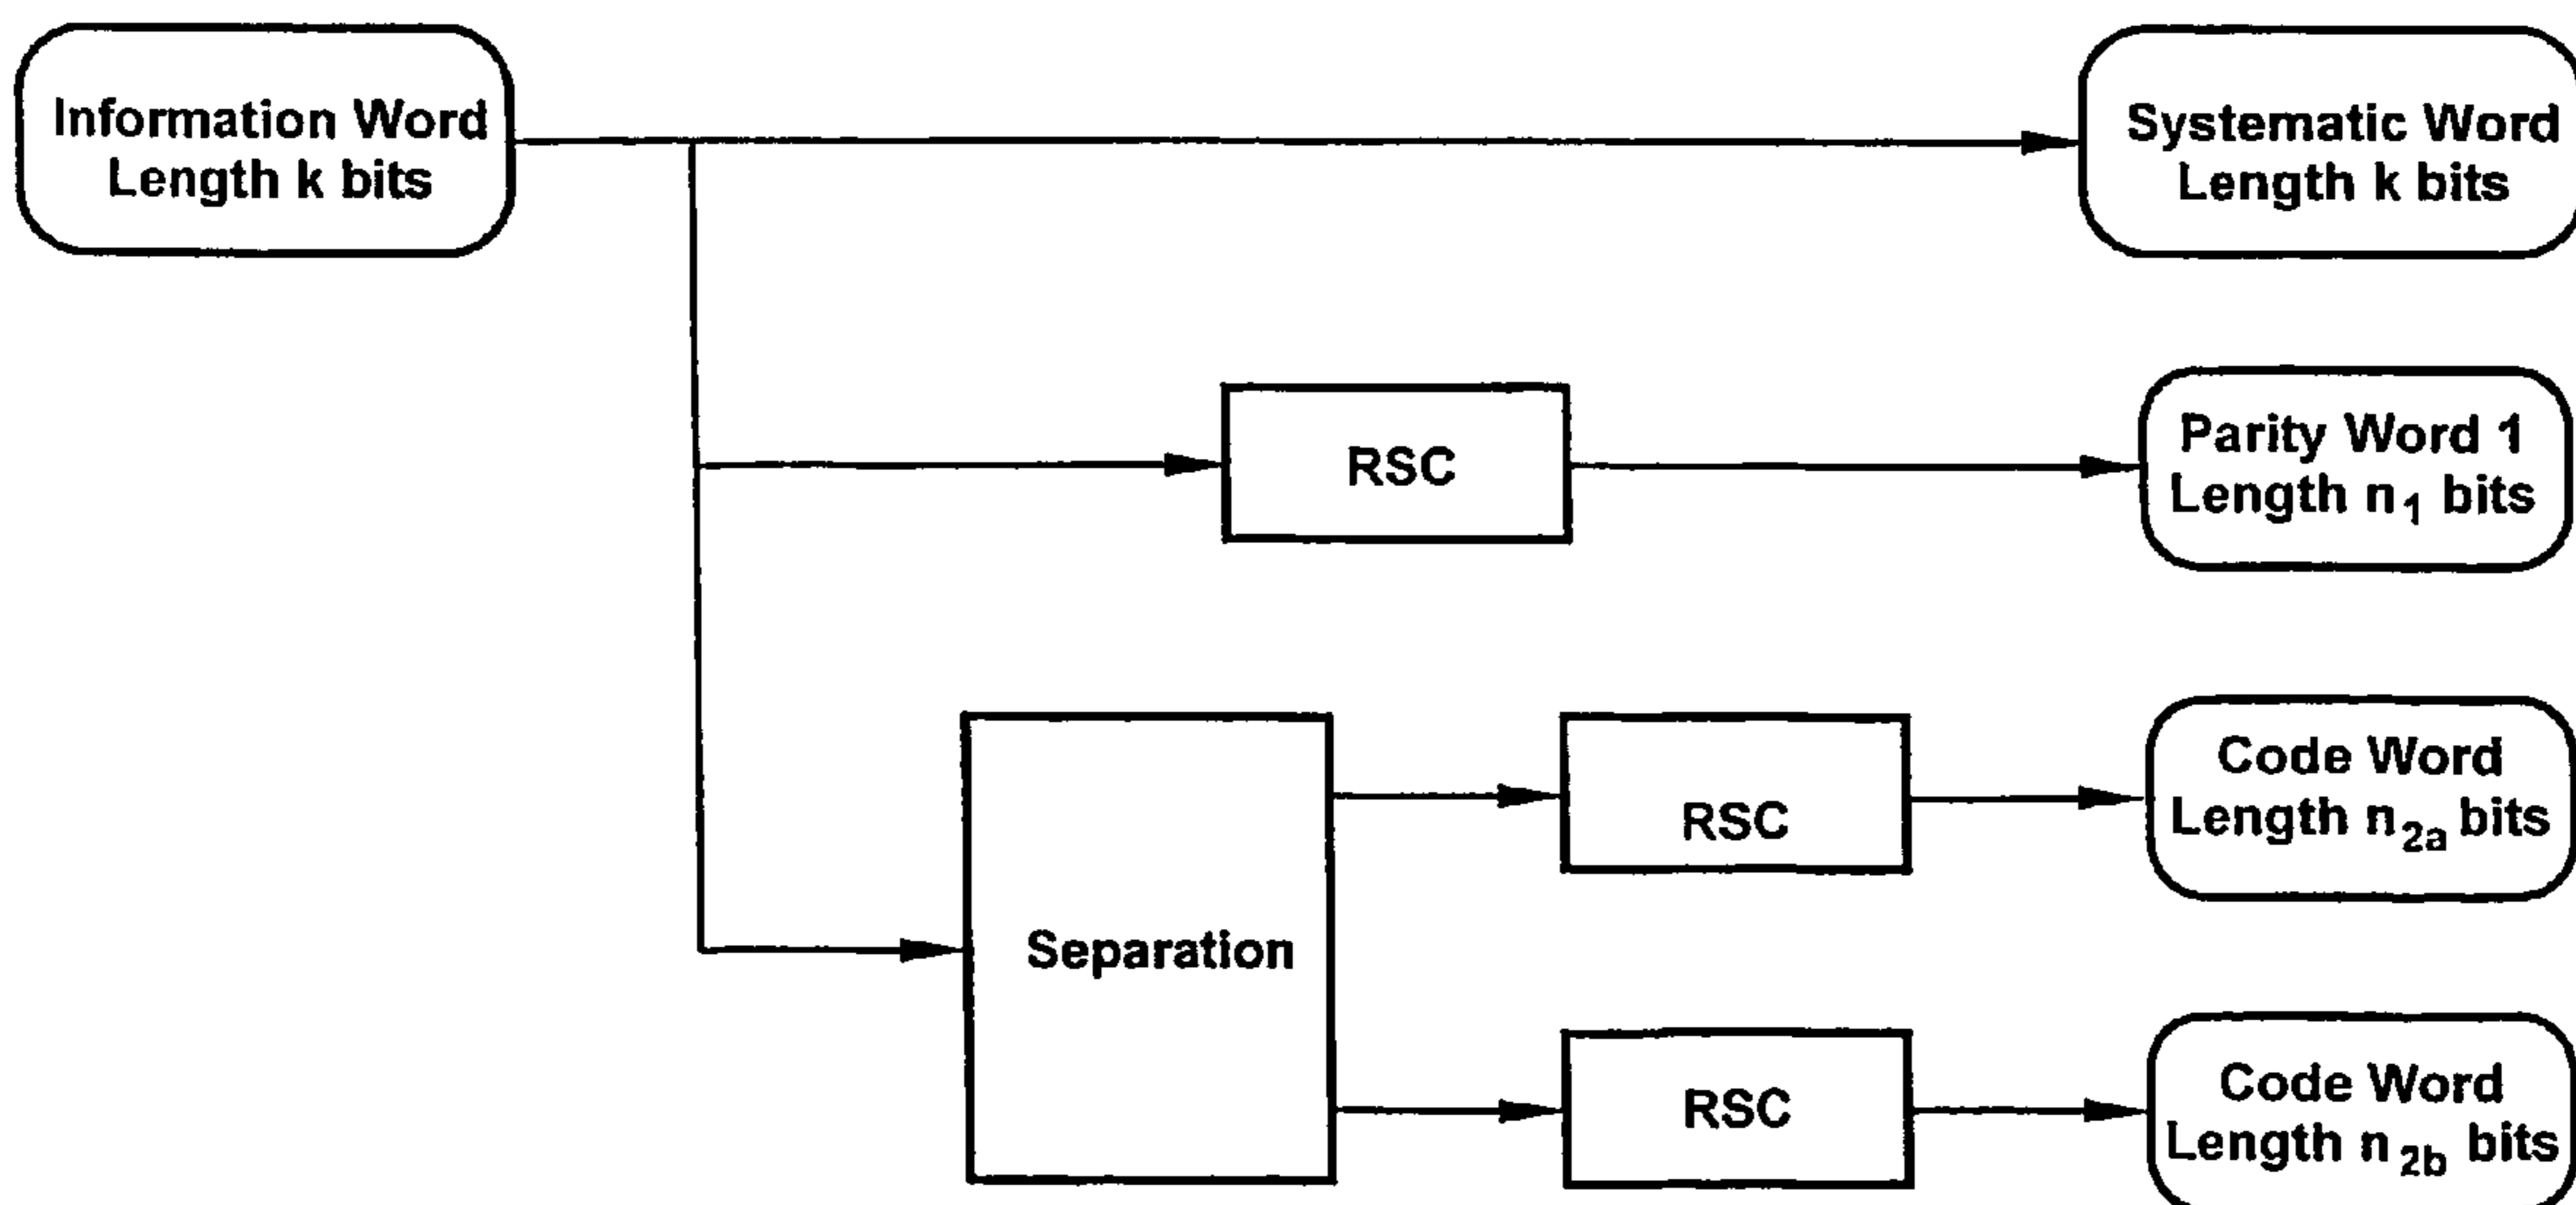 Information Word
Length k bits
Systematic Word
Length k bits
RSC
Parity Word 1
Length n1 bits
Separation
RSC
Code Word
Length n2a bits
RSC
Code Word
Length n2b bits